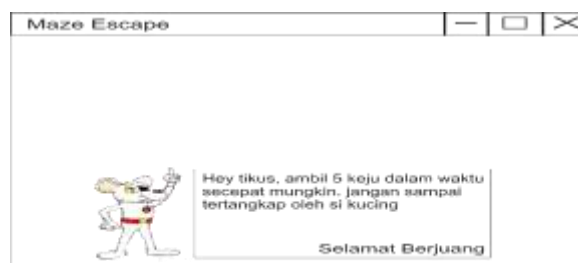 Maze Escape
Hey tikus, ambil 5 keju dalam waktu
secepat mungkin. jangan sampai
tertangkap oleh si kucing
Selamat Berjuang